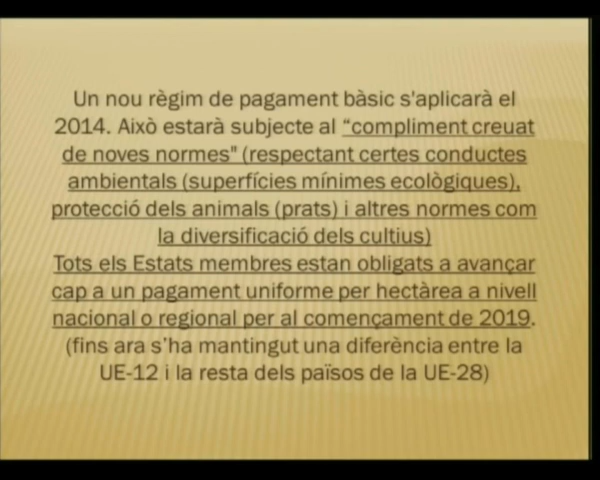 Un nou règim de pagament bàsic s'aplicarà el
2014. Això estarà subjecte al “compliment creuat
de noves normes" (respectant certes conductes
ambientals (superfícies mínimes ecològiques),
protecció dels animals (prats) i altres normes com
la diversificació dels cultius)
Tots els Estats membres estan obligats a avançar
cap a un pagament uniforme per hectàrea a nivell
nacional o regional per al començament de 2019.
(fins ara s’ha mantingut una diferència entre la
UE-12 i la resta dels països de la UE-28)